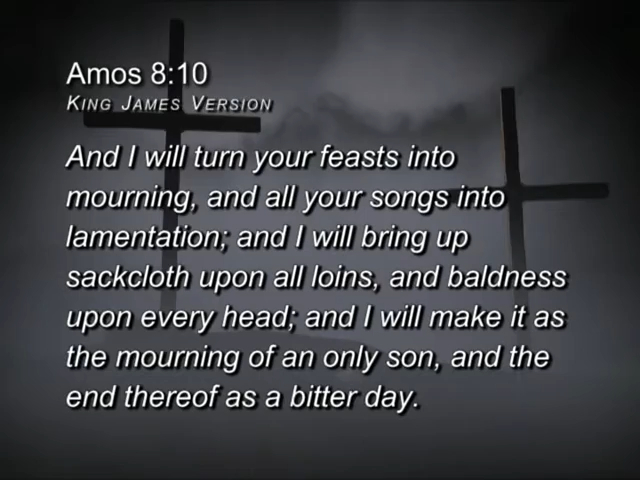 Amos 8:10
King James Version
And I will turn your feasts into
mourning, and all your songs into
lamentation; and I will bring up
sackcloth upon all loins, and baldness
upon every head; and I will make it as
the mourning of an only son, and the
end thereof as a bitter day.